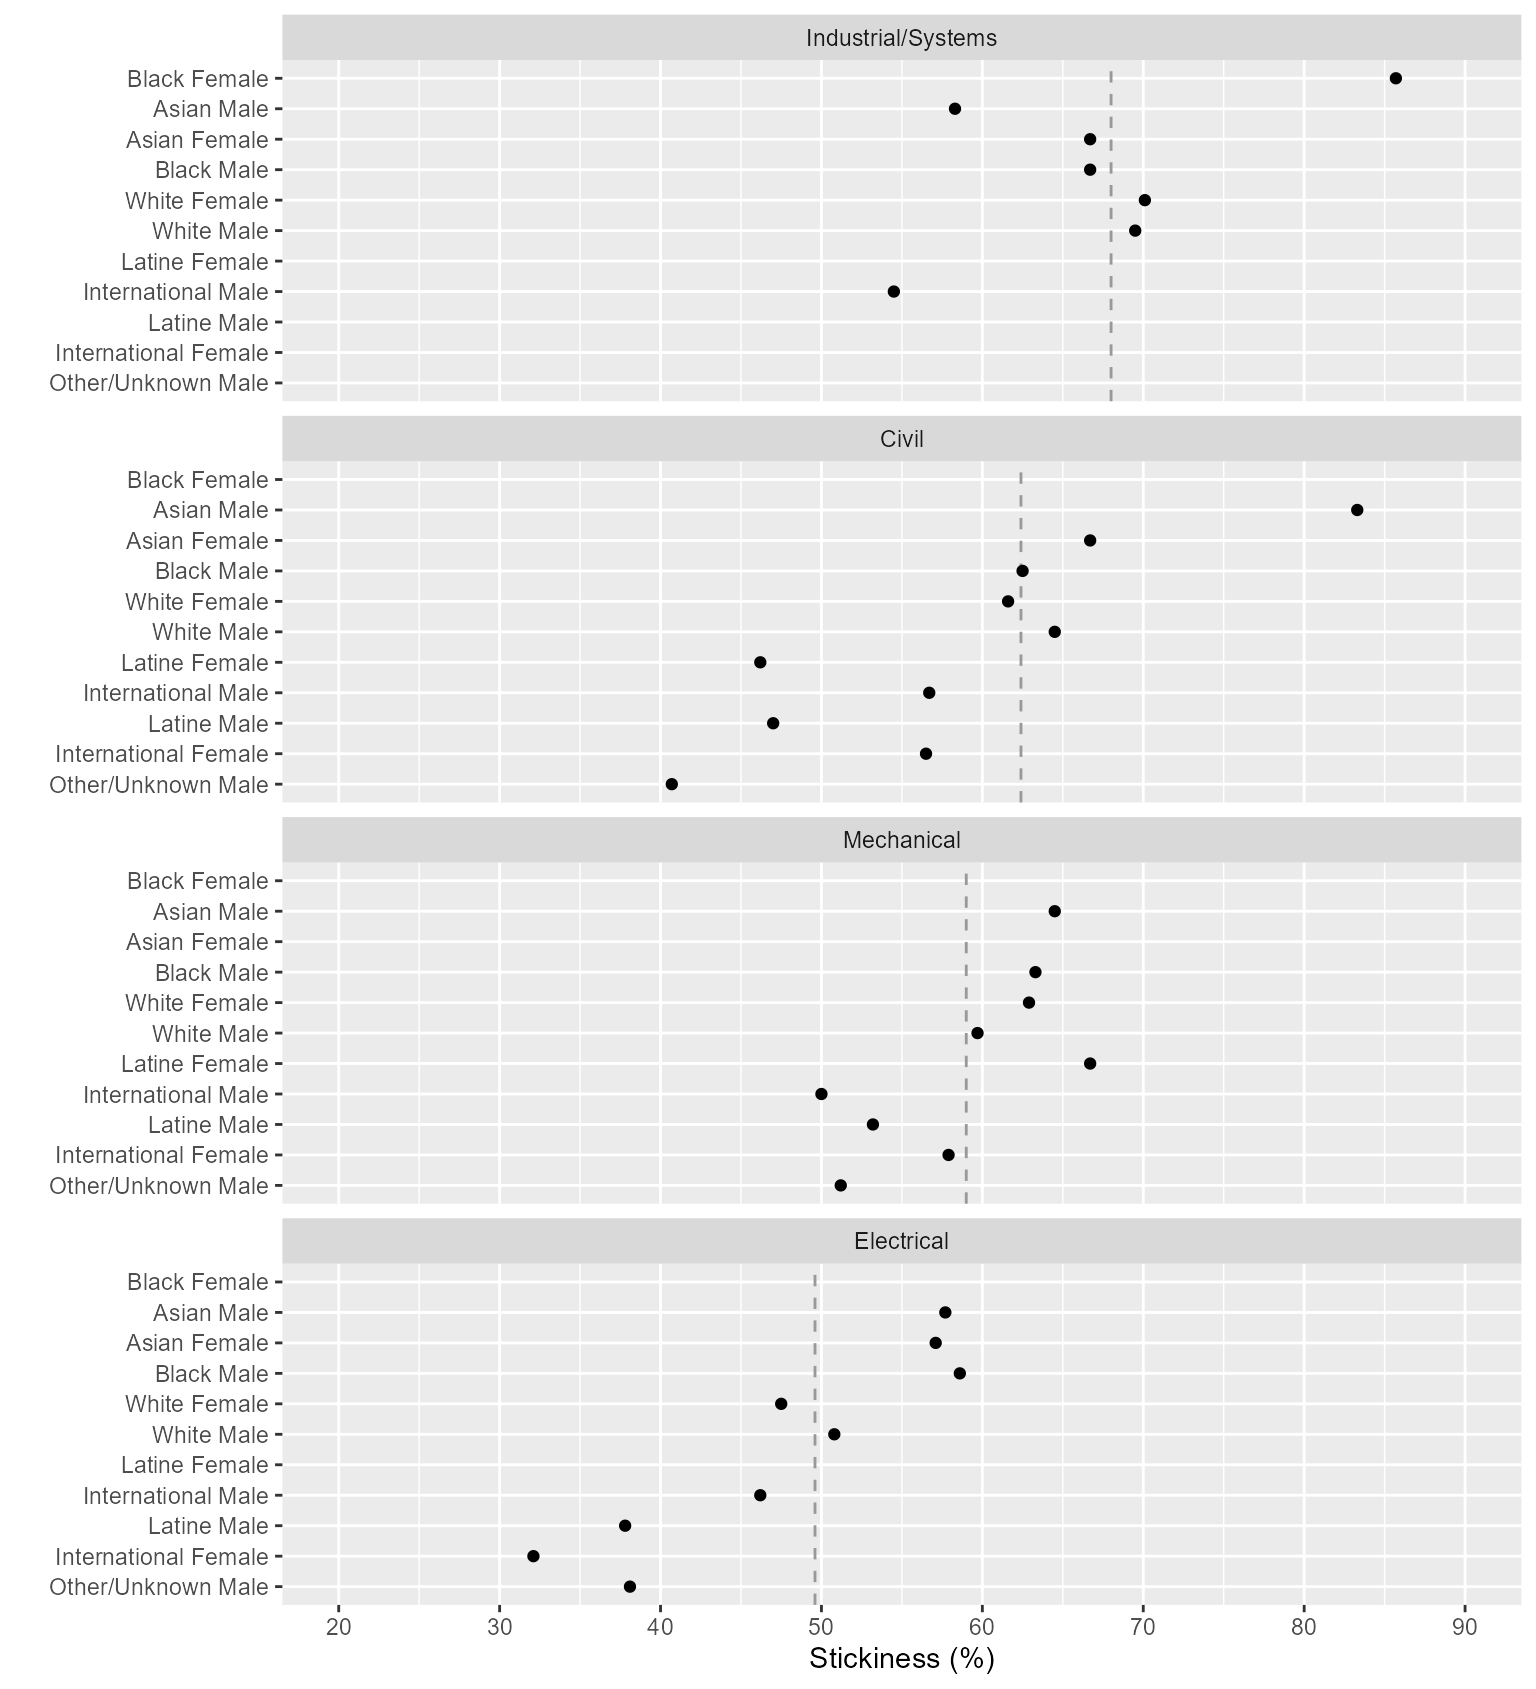 Industrial/Systems
Black Female
Asian Male
Asian Female
Black Male
White Female
White Male
Latine Female
International Male
Latine Male
International Female
Other/Unknown Male
Civil
Black Female
Asian Male
Asian Female
Black Male
White Female
White Male
Latine Female
International Male
Latine Male
International Female
Other/Unknown Male
Mechanical
Black Female
Asian Male
Asian Female
Black Male
White Female
White Male
Latine Female
International Male
Latine Male
International Female
Other/Unknown Male
Electrical
Black Female
Asian Male
Asian Female
Black Male
White Female
White Male
Latine Female
International Male
Latine Male
International Female
Other/Unknown Male
20 30 40 50 60 70 80 90
Stickiness (%)